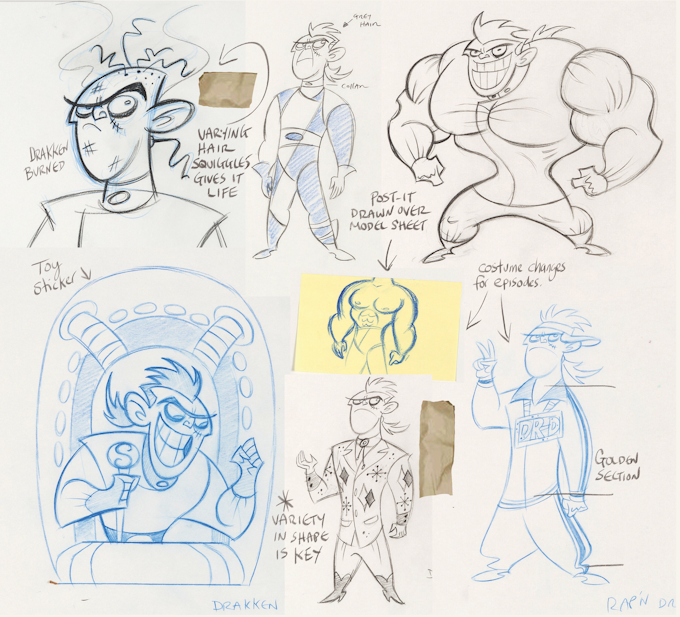 GREY
HAIR
COLLAR
DRAKKEN
BURNED
VARYING
HAIR
SQUIGGLES
GIVES IT
LIFE
POST-IT
DRAWN OVER
MODEL SHEET
Toy
Sticker
costume changes
for episodes.
S
DRAKKEN
VARIETY
IN SHAPE
IS KEY
DR.D
GOLDEN
SECTION
RAP'N DR